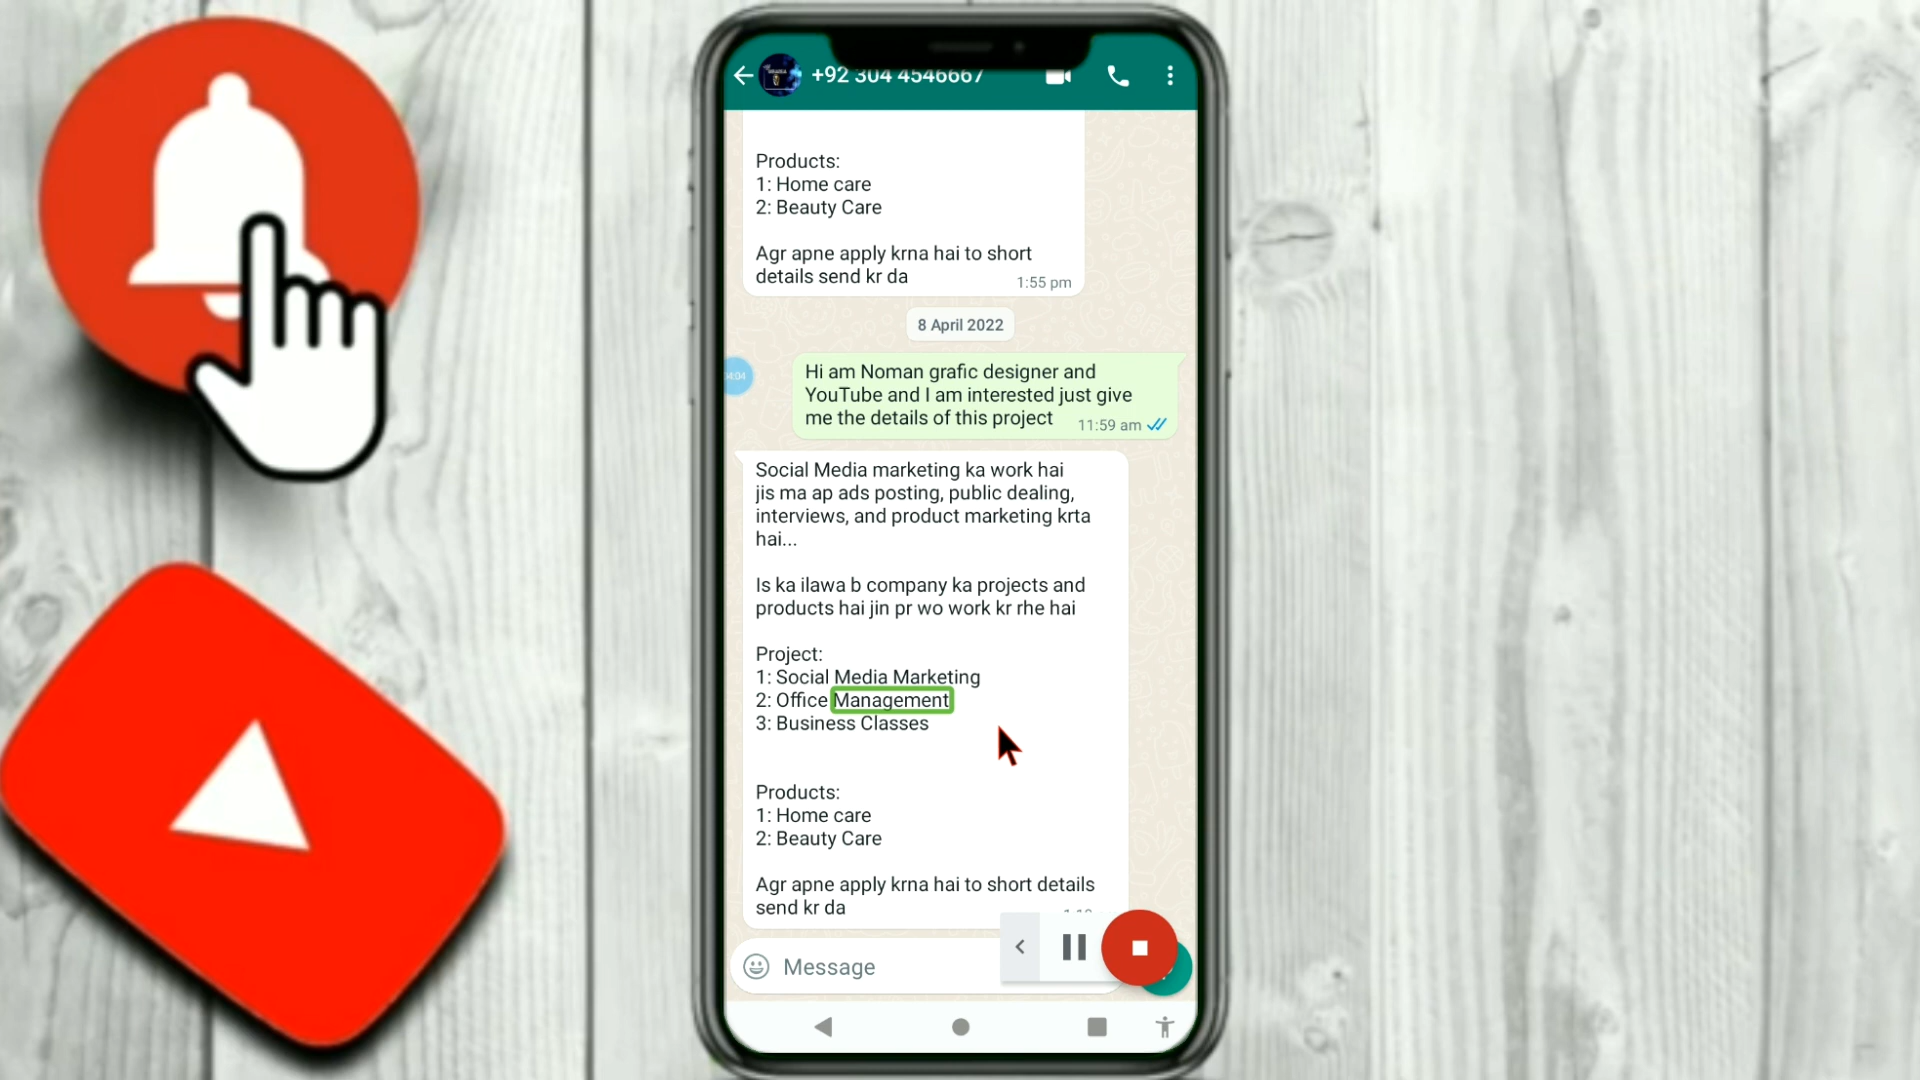 +92 304 4546667
Products:
1: Home care
2: Beauty Care
Agr apne apply krna hai to short
details send kr da
1:55 pm
8 April 2022
Hi am Noman grafic designer and
YouTube and I am interested just give
me the details of this project
11:59 am
Social Media marketing ka work hai
jis ma ap ads posting, public dealing,
interviews, and product marketing krta
hai...
Is ka ilawa b company ka projects and
products hai jin pr wo work kr rhe hai
Project:
1: Social Media Marketing
2: Office Management
3: Business Classes
Products:
1: Home care
2: Beauty Care
Agr apne apply krna hai to short details
send kr da
Message